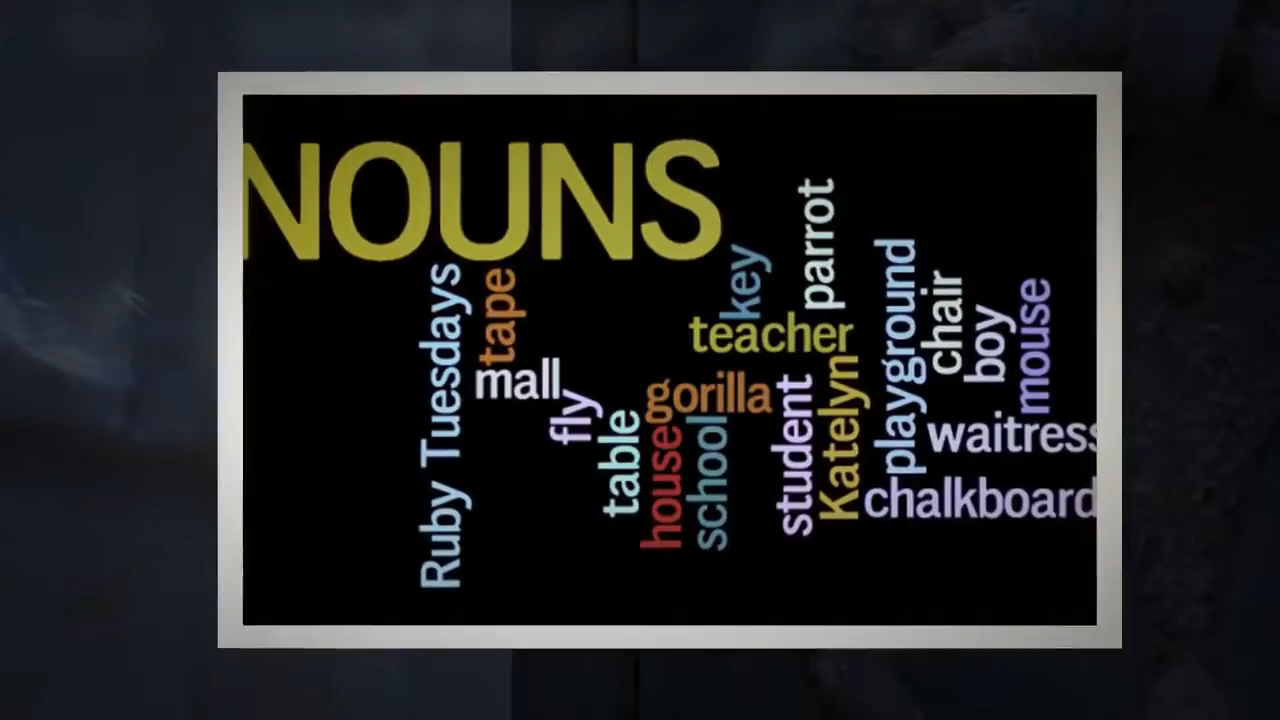 NOUNS
Ruby Tuesdays
tape
mall
fly
table
house
gorilla
school
teacher
key
parrot
student
Katelyn
playground
chair
boy
mouse
waitress
chalkboard